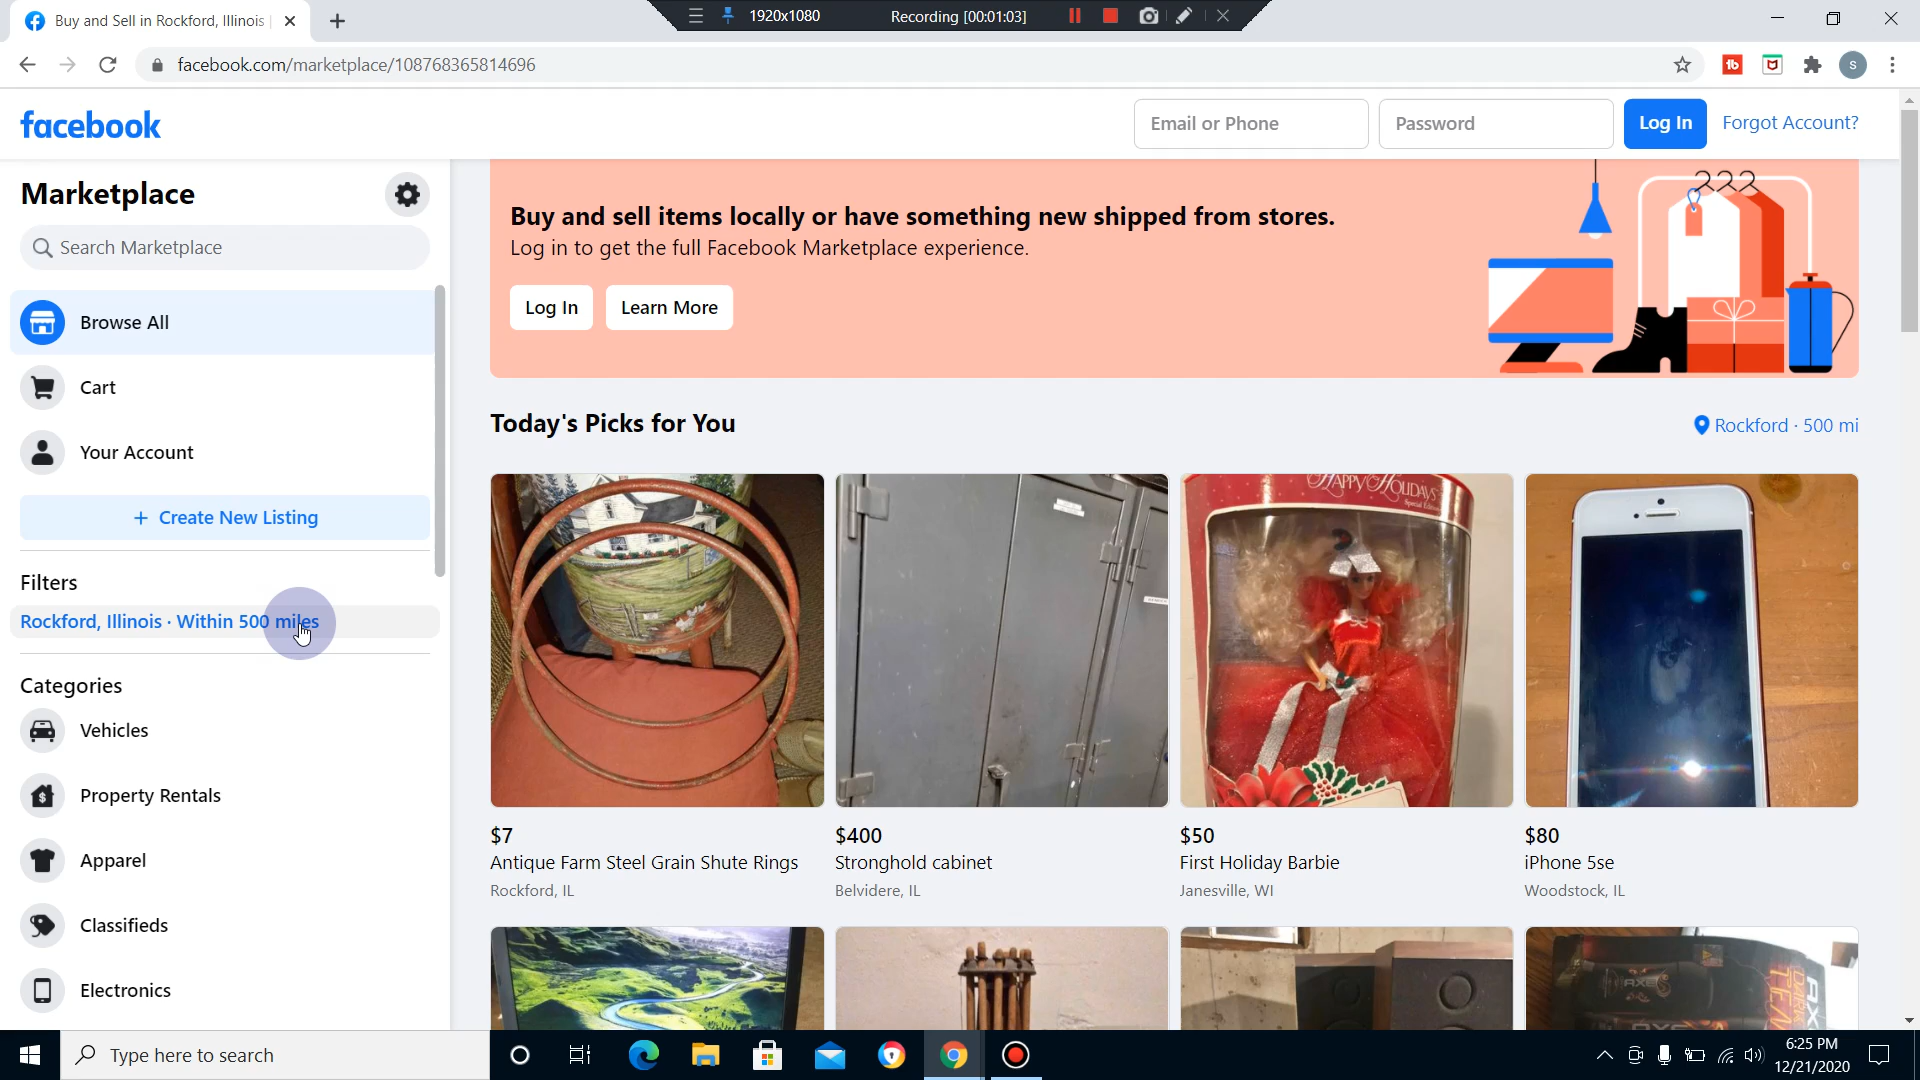 Buy and Sell in Rockford, Illinois
1920x1080
Recording [00:01:03]
facebook.com/marketplace/108768365814696
tb
S
facebook
Email or Phone
Password
Log In
Forgot Account?
Marketplace
Search Marketplace
Browse All
Cart
Your Account
+ Create New Listing
Filters
Rockford, Illinois · Within 500 miles
Categories
Vehicles
Property Rentals
Apparel
Classifieds
Electronics
Buy and sell items locally or have something new shipped from stores.
Log in to get the full Facebook Marketplace experience.
Log In
Learn More
Today's Picks for You
Rockford · 500 mi
HAPPY HOLIDAYS
Special Edition
$7
Antique Farm Steel Grain Shute Rings
Rockford, IL
$400
Stronghold cabinet
Belvidere, IL
$50
First Holiday Barbie
Janesville, WI
$80
iPhone 5se
Woodstock, IL
AXE
Type here to search
6:25 PM
12/21/2020